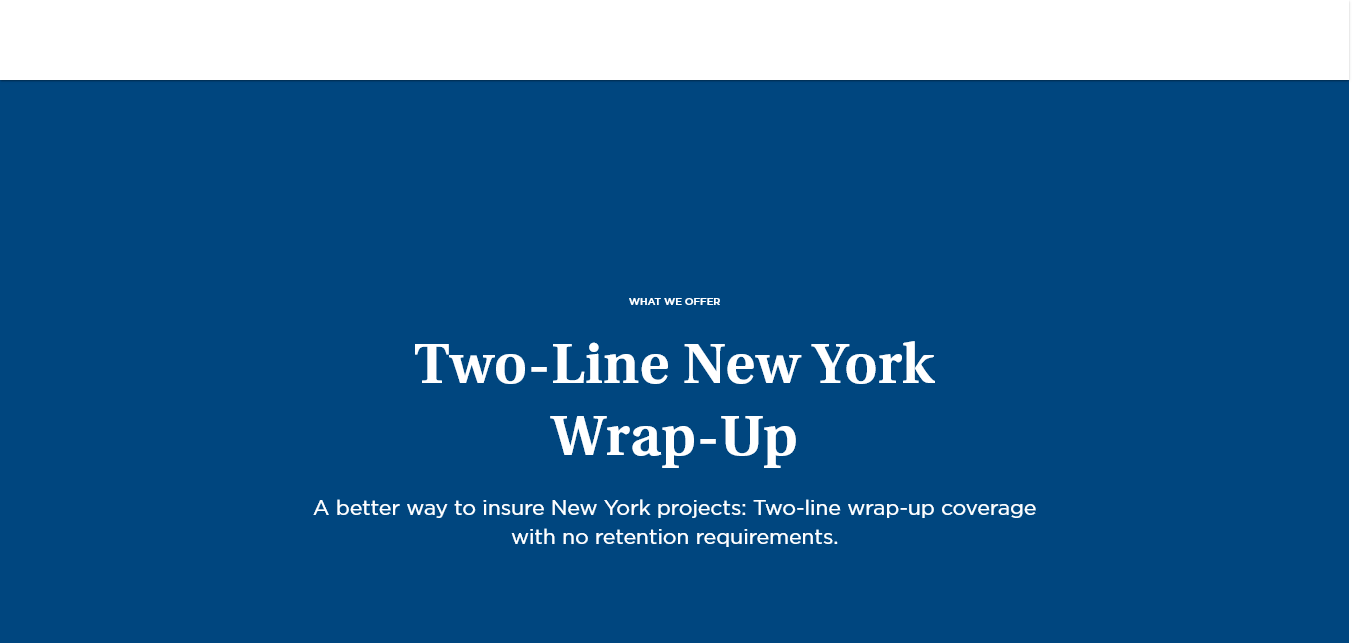 WHAT WE OFFER
Two-Line New York
Wrap-Up
A better way to insure New York projects: Two-line wrap-up coverage
with no retention requirements.